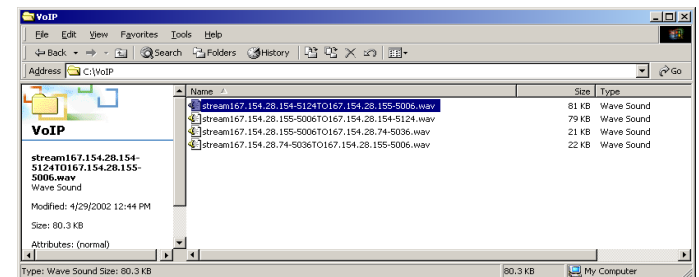 VoIP
File Edit View Favorites Tools Help
Back Search Folders History
Address C:\VoIP Go
Name Size Type
stream167.154.28.154-5124TO167.154.28.155-5006.wav 81 KB Wave Sound
stream167.154.28.155-5006TO167.154.28.154-5124.wav 79 KB Wave Sound
stream167.154.28.155-5006TO167.154.28.74-5036.wav 21 KB Wave Sound
stream167.154.28.74-5036TO167.154.28.155-5006.wav 22 KB Wave Sound
VoIP
stream167.154.28.154-
5124TO167.154.28.155-
5006.wav
Wave Sound
Modified: 4/29/2002 12:44 PM
Size: 80.3 KB
Attributes: (normal)
Type: Wave Sound Size: 80.3 KB 80.3 KB My Computer